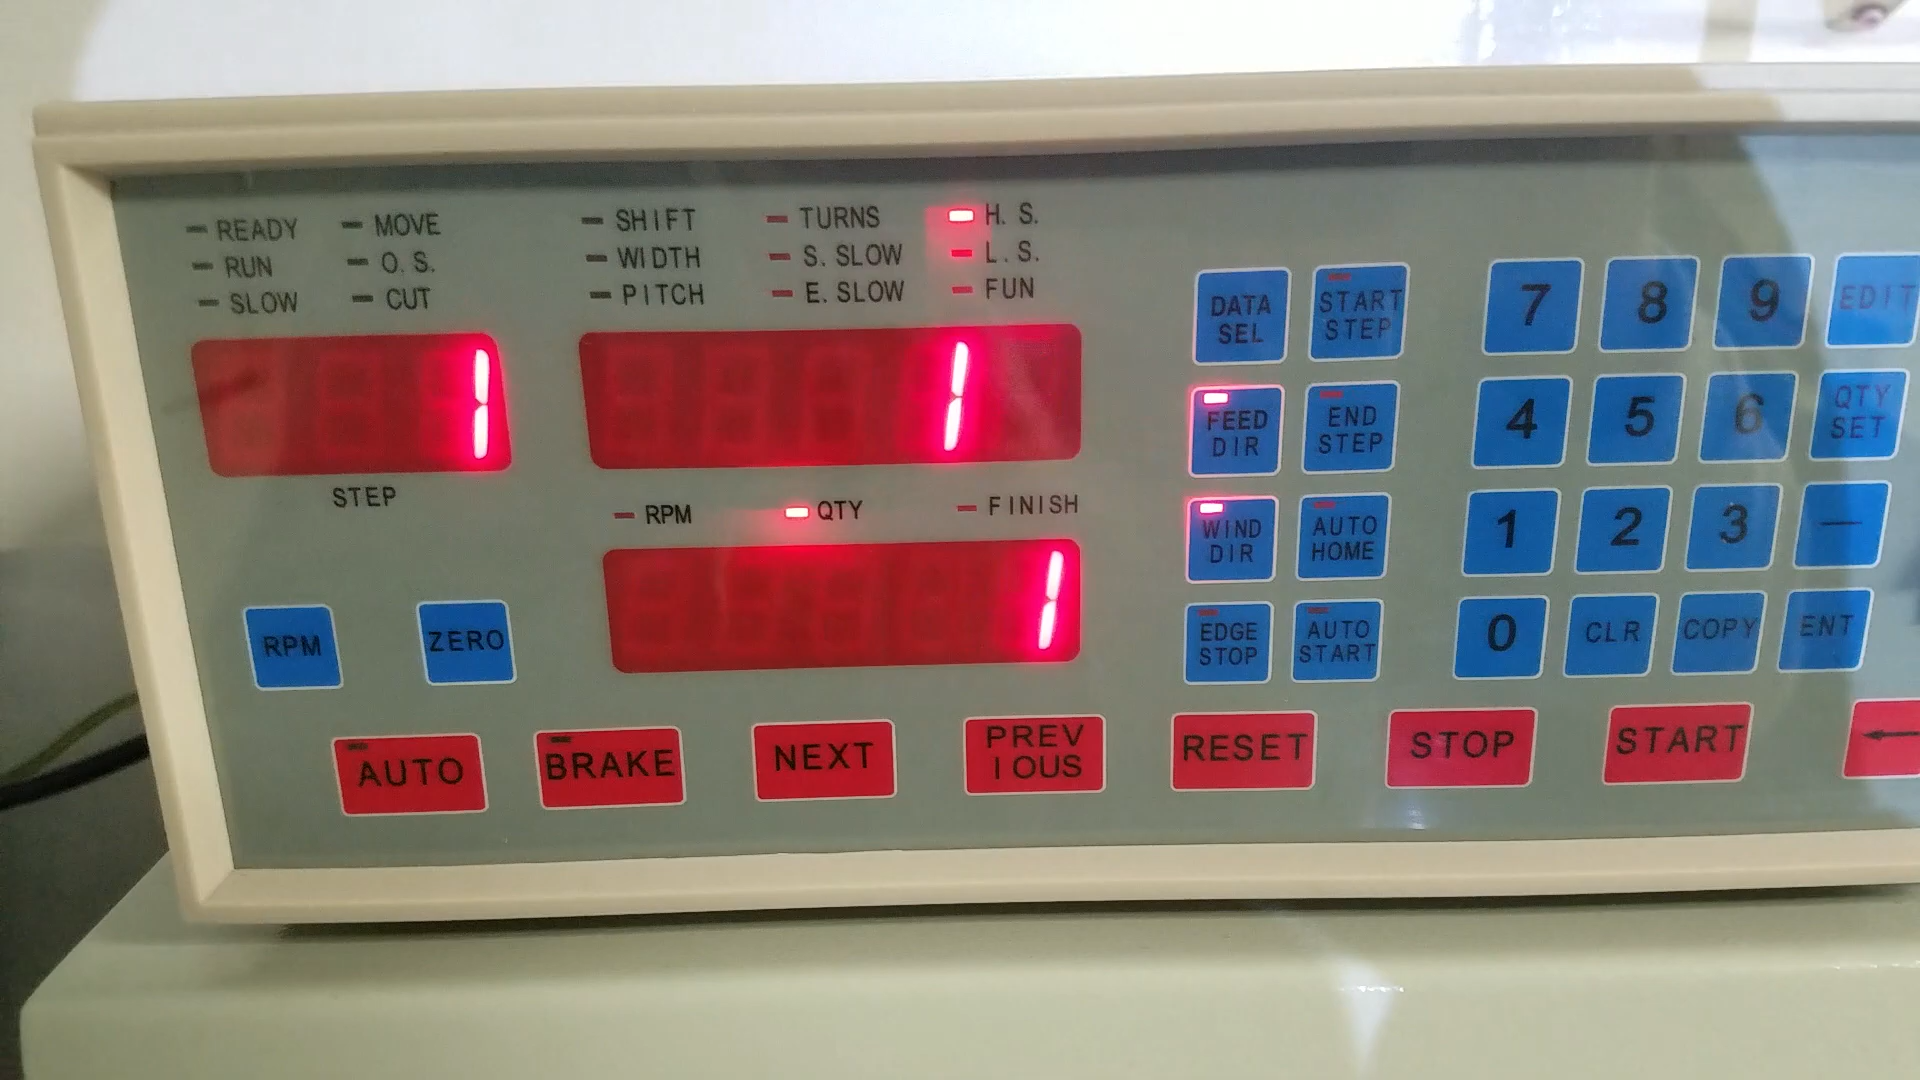 READY MOVE SHIFT TURNS H. S.
RUN O. S. WIDTH S. SLOW L. S.
SLOW CUT PITCH E. SLOW FUN
1 1
STEP
RPM QTY FINISH
1
RPM ZERO
DATA SEL
START STEP
7 8 9 EDIT
FEED DIR
END STEP
4 5 6 QTY SET
WIND DIR
AUTO HOME
1 2 3 —
EDGE STOP
AUTO START
0 CLR COPY ENT
AUTO BRAKE NEXT PREVIOUS RESET STOP START ←